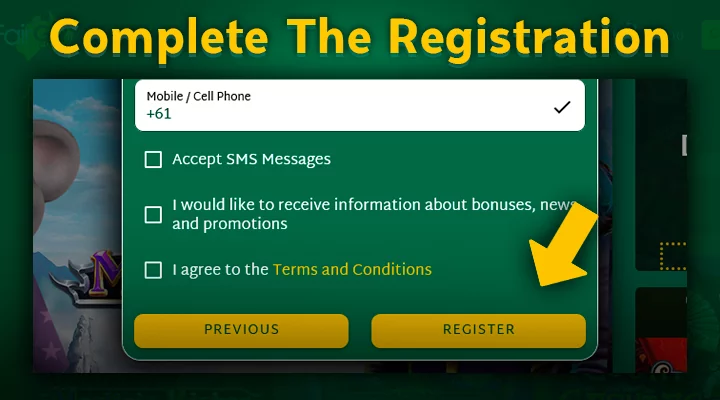 Complete The Registration
Mobile / Cell Phone
+61
Accept SMS Messages
I would like to receive information about bonuses, news
and promotions
I agree to the Terms and Conditions
PREVIOUS
REGISTER